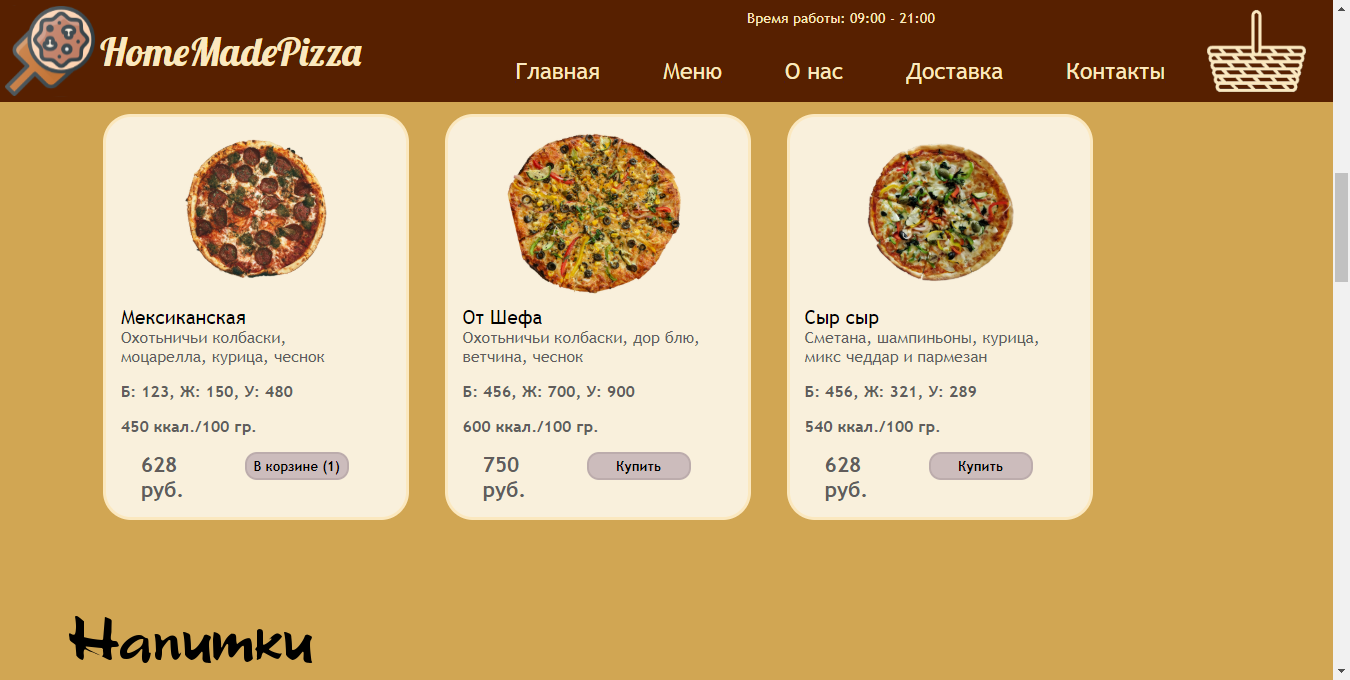 Время работы: 09:00 - 21:00
HomeMadePizza
Главная Меню О нас Доставка Контакты
Мексиканская
Охотьничьи колбаски,
моцарелла, курица, чеснок
Б: 123, Ж: 150, У: 480
450 ккал./100 гр.
628
руб.
В корзине (1)
От Шефа
Охотьничьи колбаски, дор блю,
ветчина, чеснок
Б: 456, Ж: 700, У: 900
600 ккал./100 гр.
750
руб.
Купить
Сыр сыр
Сметана, шампиньоны, курица,
микс чеддар и пармезан
Б: 456, Ж: 321, У: 289
540 ккал./100 гр.
628
руб.
Купить
Напитки